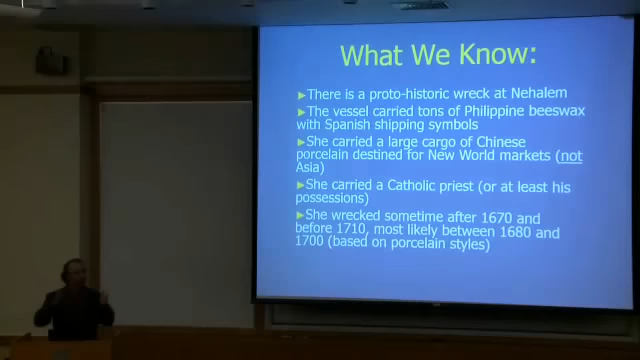 What We Know:
►There is a proto-historic wreck at Nehalem
►The vessel carried tons of Philippine beeswax
with Spanish shipping symbols
►She carried a large cargo of Chinese
porcelain destined for New World markets (not
Asia)
►She carried a Catholic priest (or at least his
possessions)
►She wrecked sometime after 1670 and
before 1710, most likely between 1680 and
1700 (based on porcelain styles)